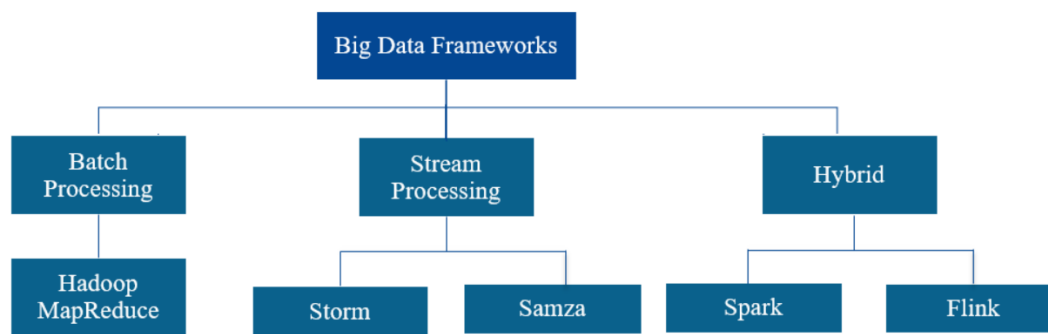 Big Data Frameworks
Batch
Processing
Stream
Processing
Hybrid
Hadoop
MapReduce
Storm
Samza
Spark
Flink